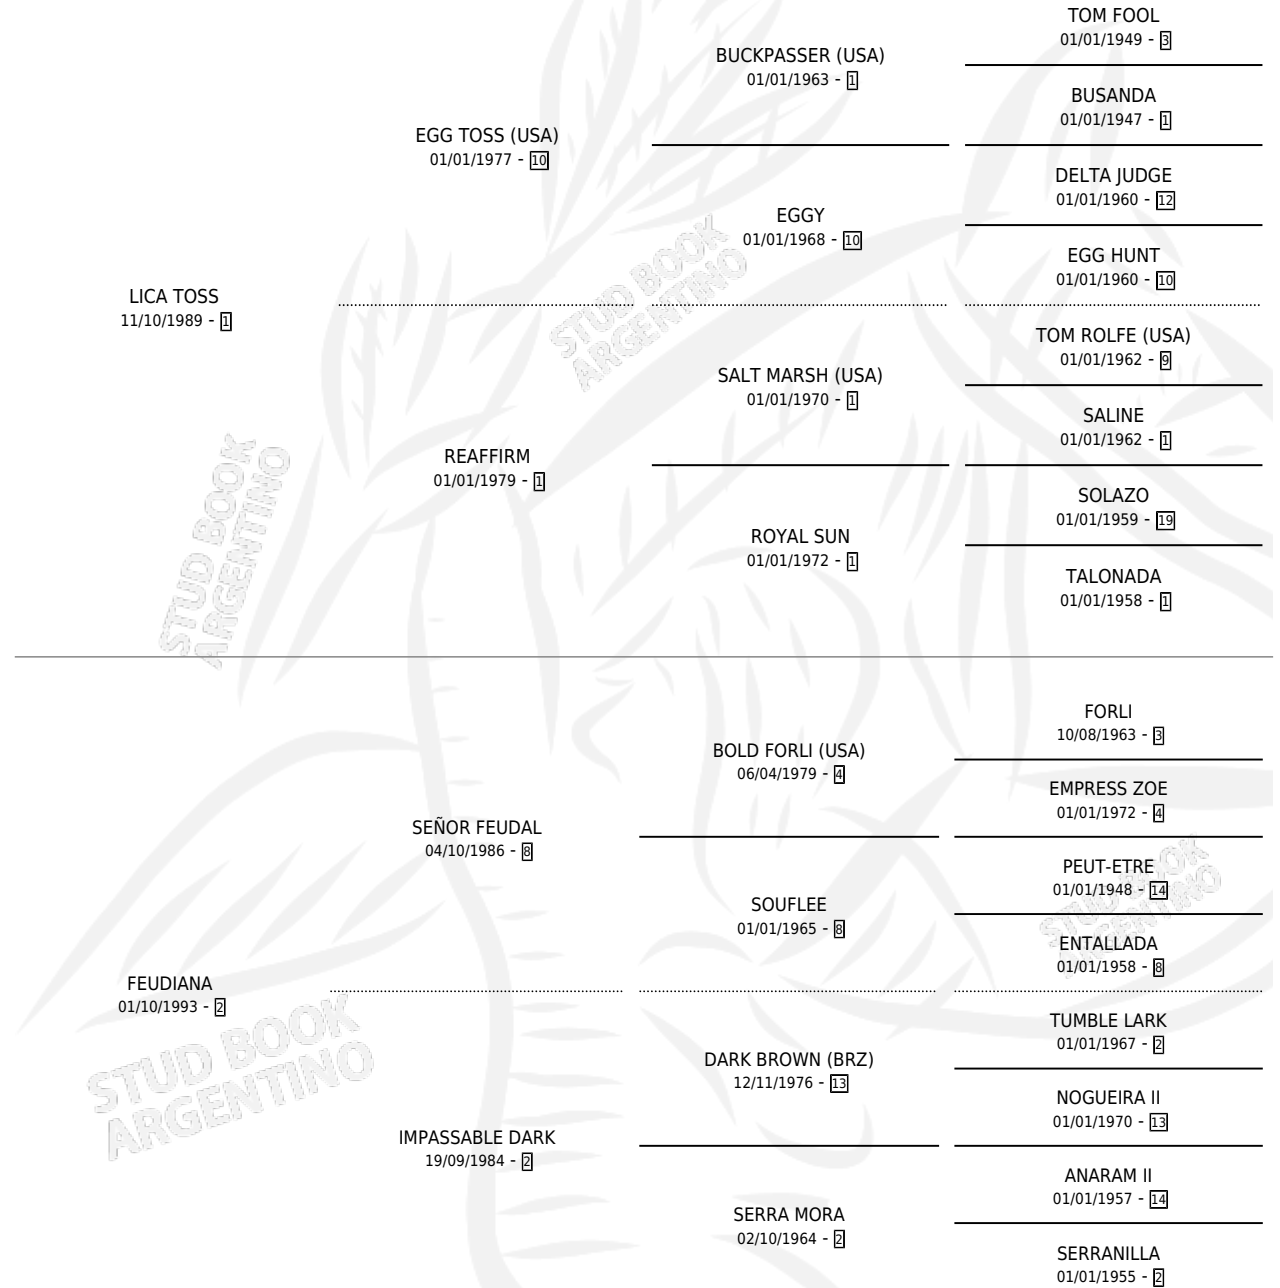 TOM FOOL
01/01/1949 - 3
BUCKPASSER (USA)
01/01/1963 - 1
BUSANDA
01/01/1947 - 1
EGG TOSS (USA)
01/01/1977 - 10
DELTA JUDGE
01/01/1960 - 12
EGGY
01/01/1968 - 10
EGG HUNT
01/01/1960 - 10
LICA TOSS
11/10/1989 - 1
TOM ROLFE (USA)
01/01/1962 - 9
SALT MARSH (USA)
01/01/1970 - 1
SALINE
01/01/1962 - 1
REAFFIRM
01/01/1979 - 1
SOLAZO
01/01/1959 - 19
ROYAL SUN
01/01/1972 - 1
TALONADA
01/01/1958 - 1
FORLI
10/08/1963 - 3
BOLD FORLI (USA)
06/04/1979 - 4
EMPRESS ZOE
01/01/1972 - 4
SEÑOR FEUDAL
04/10/1986 - 8
PEUT-ETRE
01/01/1948 - 14
SOUFLEE
01/01/1965 - 8
ENTALLADA
01/01/1958 - 8
FEUDIANA
01/10/1993 - 2
TUMBLE LARK
01/01/1967 - 2
DARK BROWN (BRZ)
12/11/1976 - 13
NOGUEIRA II
01/01/1970 - 13
IMPASSABLE DARK
19/09/1984 - 2
ANARAM II
01/01/1957 - 14
SERRA MORA
02/10/1964 - 2
SERRANILLA
01/01/1955 - 2
STUD BOOK
ARGENTINO
STUD BOOK
ARGENTINO
STUD BOOK
ARGENTINO
STUD BOOK
ARGENTINO